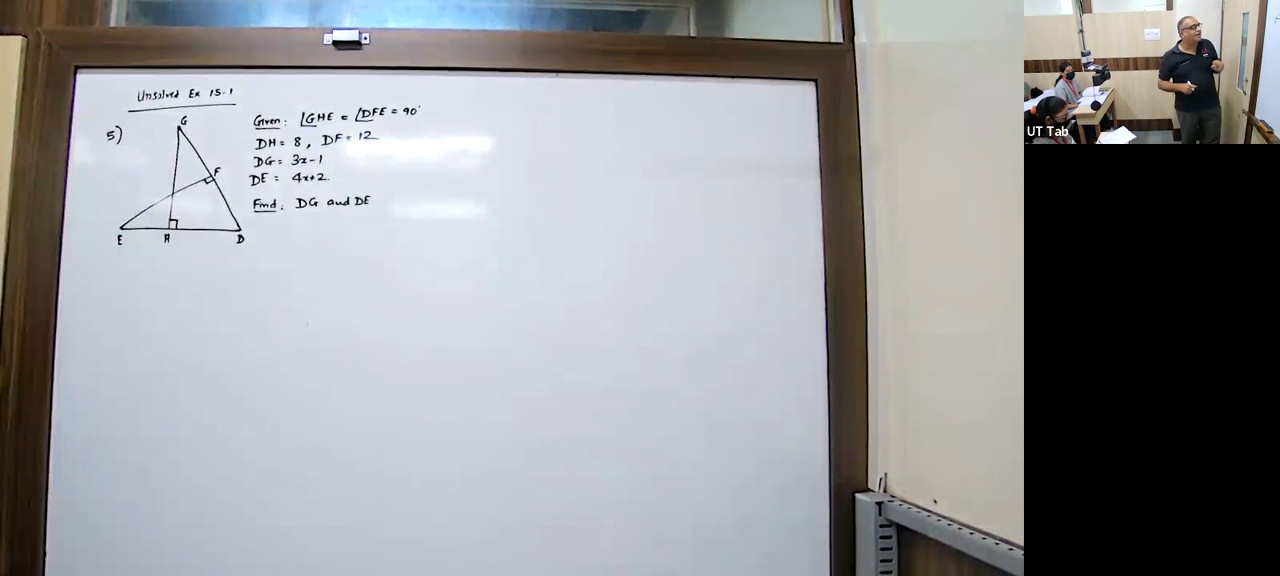 Unsolved Ex 15.1
5)
G
F
E
H
D
Given: ∠GHE = ∠DFE = 90°
DH = 8, DF = 12
DG = 3x-1
DE = 4x+2
Find: DG and DE
UT Tab